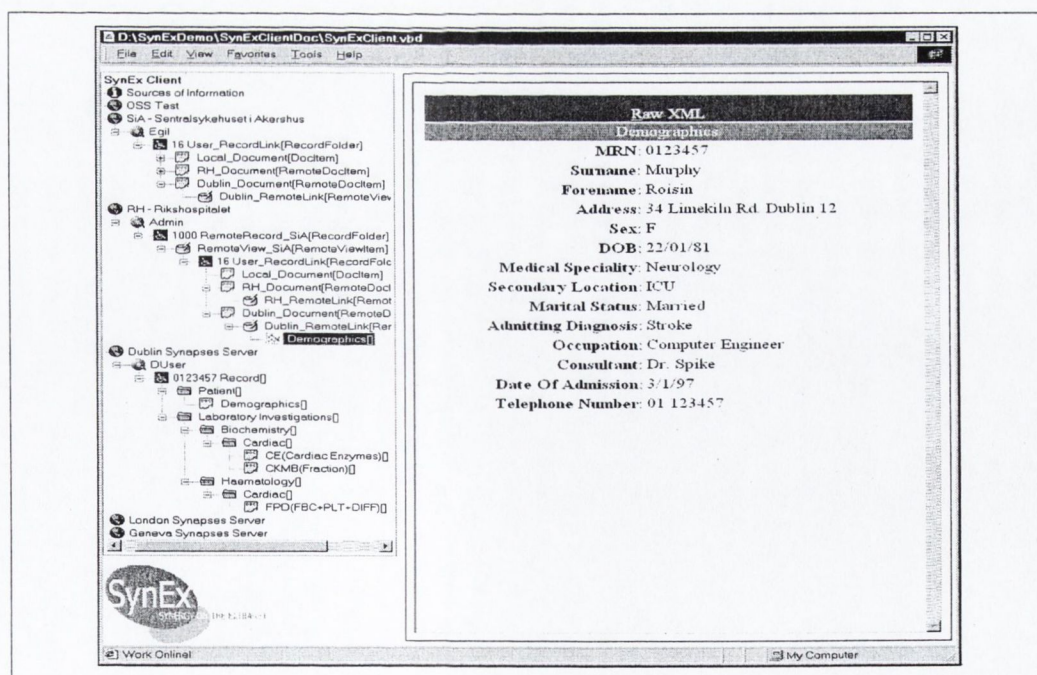 D:\SynExDemo\SynExClientDoc\SynExClient.vbd
File Edit View Favorites Tools Help
SynEx Client
Sources of Information
OSS Test
SiA - Sentralsykehuset i Akershus
Egil
16 User_RecordLink[RecordFolder]
Local_Document[DocItem]
RH_Document[RemoteDocItem]
Dublin_Document[RemoteDocItem]
Dublin_RemoteLink[RemoteView
RH - Rikshospitalet
Admin
1000 RemoteRecord_SiA[RecordFolder]
RemoteView_SiA[RemoteViewItem]
16 User_RecordLink[RecordFolc
Local_Document[DocItem]
RH_Document[RemoteDocI
RH_RemoteLink[Remot
Dublin_Document[RemoteD
Dublin_RemoteLink[Rer
Demographics[]
Dublin Synapses Server
DUser
0123457 Record[]
Patient[]
Demographics[]
Laboratory Investigations[]
Biochemistry[]
Cardiac[]
CE(Cardiac Enzymes)[]
CKMB(Fraction)[]
Haematology[]
Cardiac[]
FPD(FBC+PLT+DIFF)[]
London Synapses Server
Geneva Synapses Server
SynEx
Raw XML
Demographics
MRN: 0123457
Surname: Murphy
Forename: Roisin
Address: 34 Limekiln Rd. Dublin 12
Sex: F
DOB: 22/01/81
Medical Speciality: Neurology
Secondary Location: ICU
Marital Status: Married
Admitting Diagnosis: Stroke
Occupation: Computer Engineer
Consultant: Dr. Spike
Date Of Admission: 3/1/97
Telephone Number: 01 123457
Work Online!
My Computer